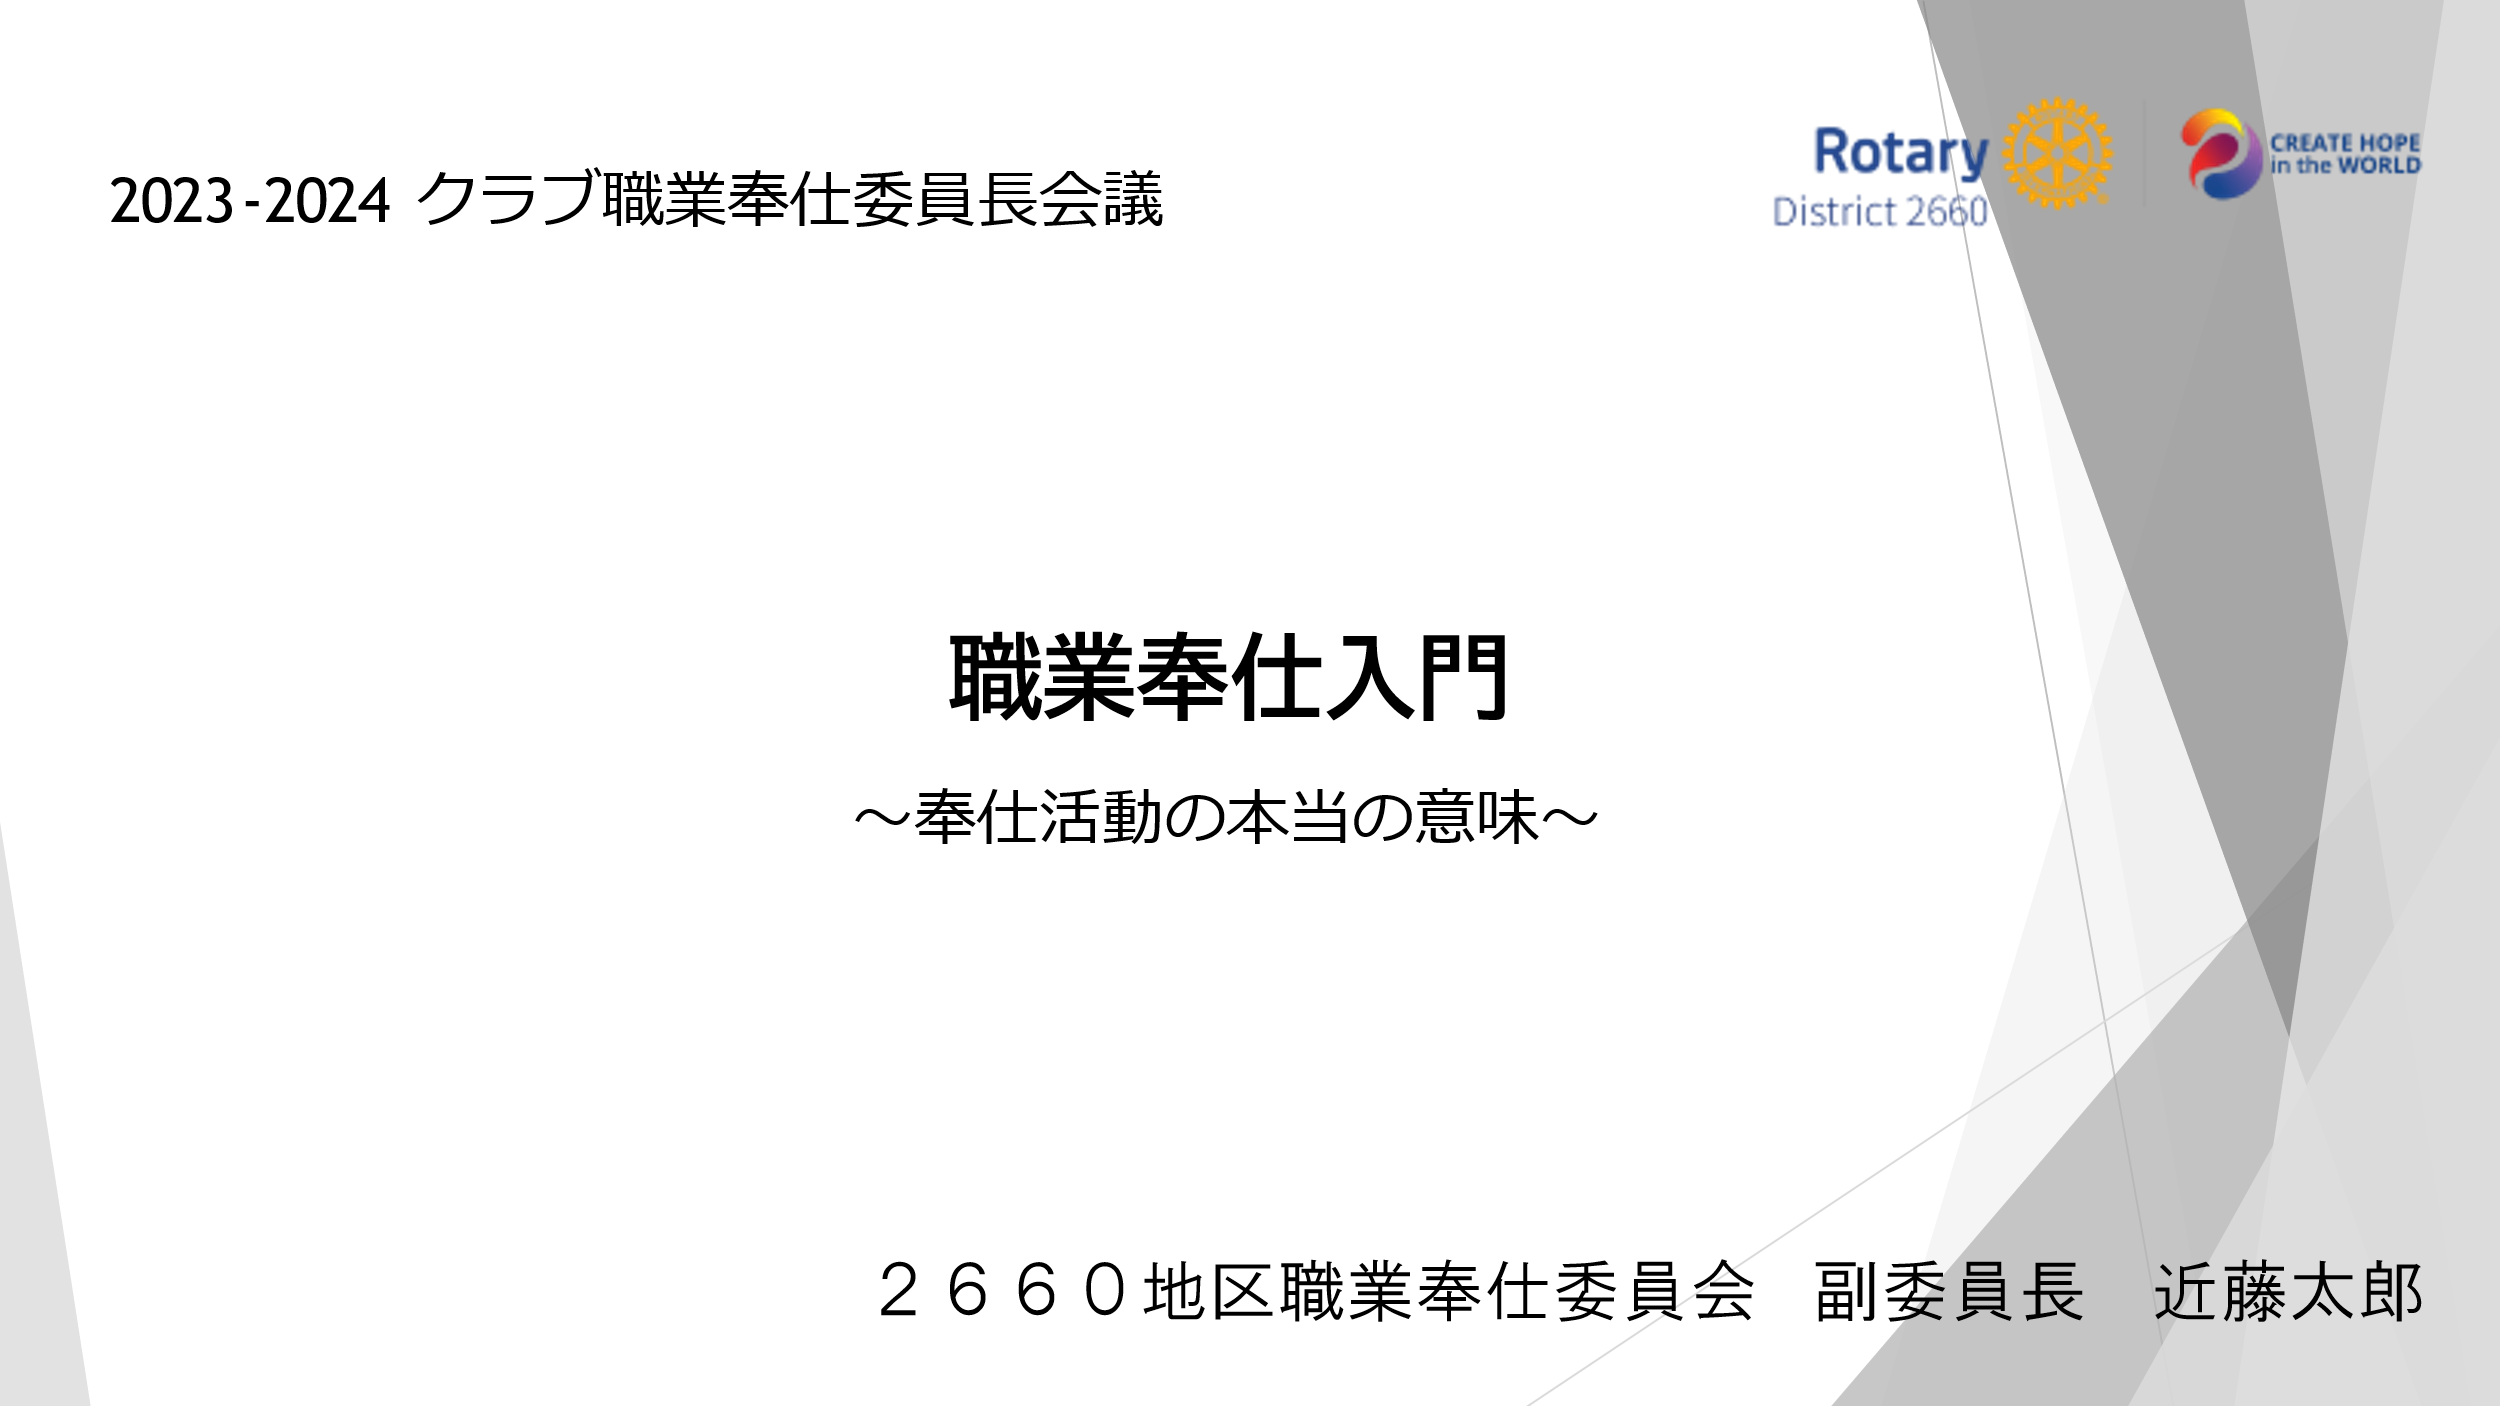 2023-2024 クラブ職業奉仕委員長会議
Rotary
District 2660
CREATE HOPE
in the WORLD
職業奉仕入門
～奉仕活動の本当の意味～
２６６０地区職業奉仕委員会　副委員長　近藤太郎